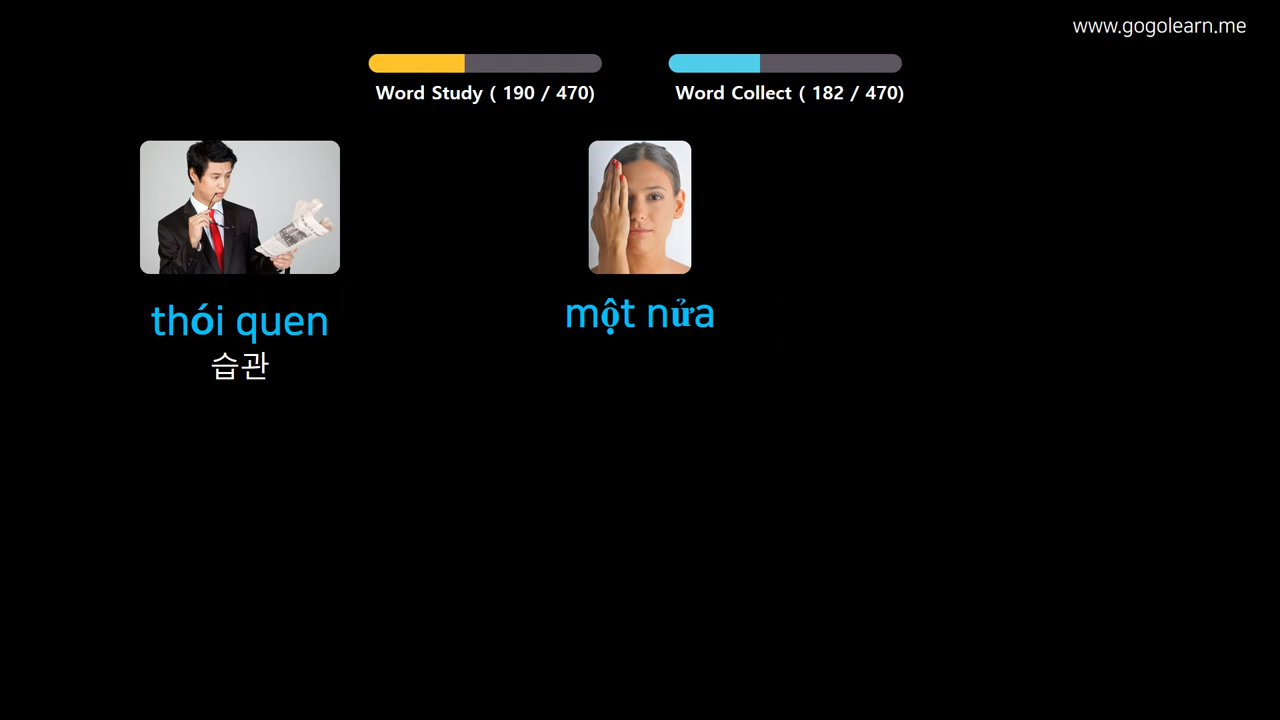 www.gogolearn.me
Word Study ( 190 / 470)
Word Collect ( 182 / 470)
thói quen
습관
một nửa